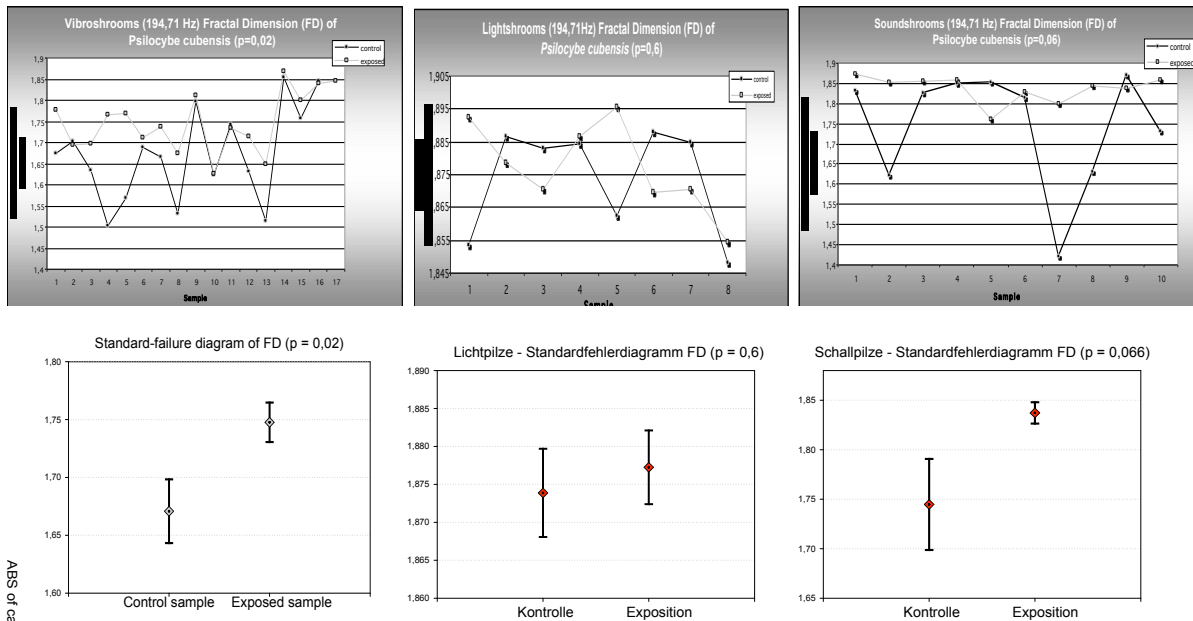 Vibroshrooms (194,71 Hz) Fractal Dimension (FD) of
Psilocybe cubensis (p=0,02)
control
exposed
1,85
1,8
1,75
1,7
1,65
1,6
1,55
1,5
1,45
1,4
1 2 3 4 5 6 7 8 9 10 11 12 13 14 15 16 17
Sample
Lightshrooms (194,71Hz) Fractal Dimension (FD) of
Psilocybe cubensis (p=0,6)
control
exposed
1,905
1,895
,885
,875
1,865
1,855
1,845
1 2 3 4 5 6 7 8
Sample
Soundshrooms (194,71 Hz) Fractal Dimension (FD) of
Psilocybe cubensis (p=0,06)
control
exposed
1,9
1,85
1,8
1,75
1,7
1,65
1,6
1,55
1,5
1,45
1,4
1 2 3 4 5 6 7 8 9 10
Sample
Standard-failure diagram of FD (p = 0,02)
1,80
1,75
1,70
1,65
1,60
Control sample Exposed sample
ABS of ca
Lichtpilze - Standardfehlerdiagramm FD (p = 0,6)
1,890
1,885
1,880
1,875
1,870
1,865
1,860
Kontrolle Exposition
Schallpilze - Standardfehlerdiagramm FD (p = 0,066)
1,85
1,80
1,75
1,70
1,65
Kontrolle Exposition